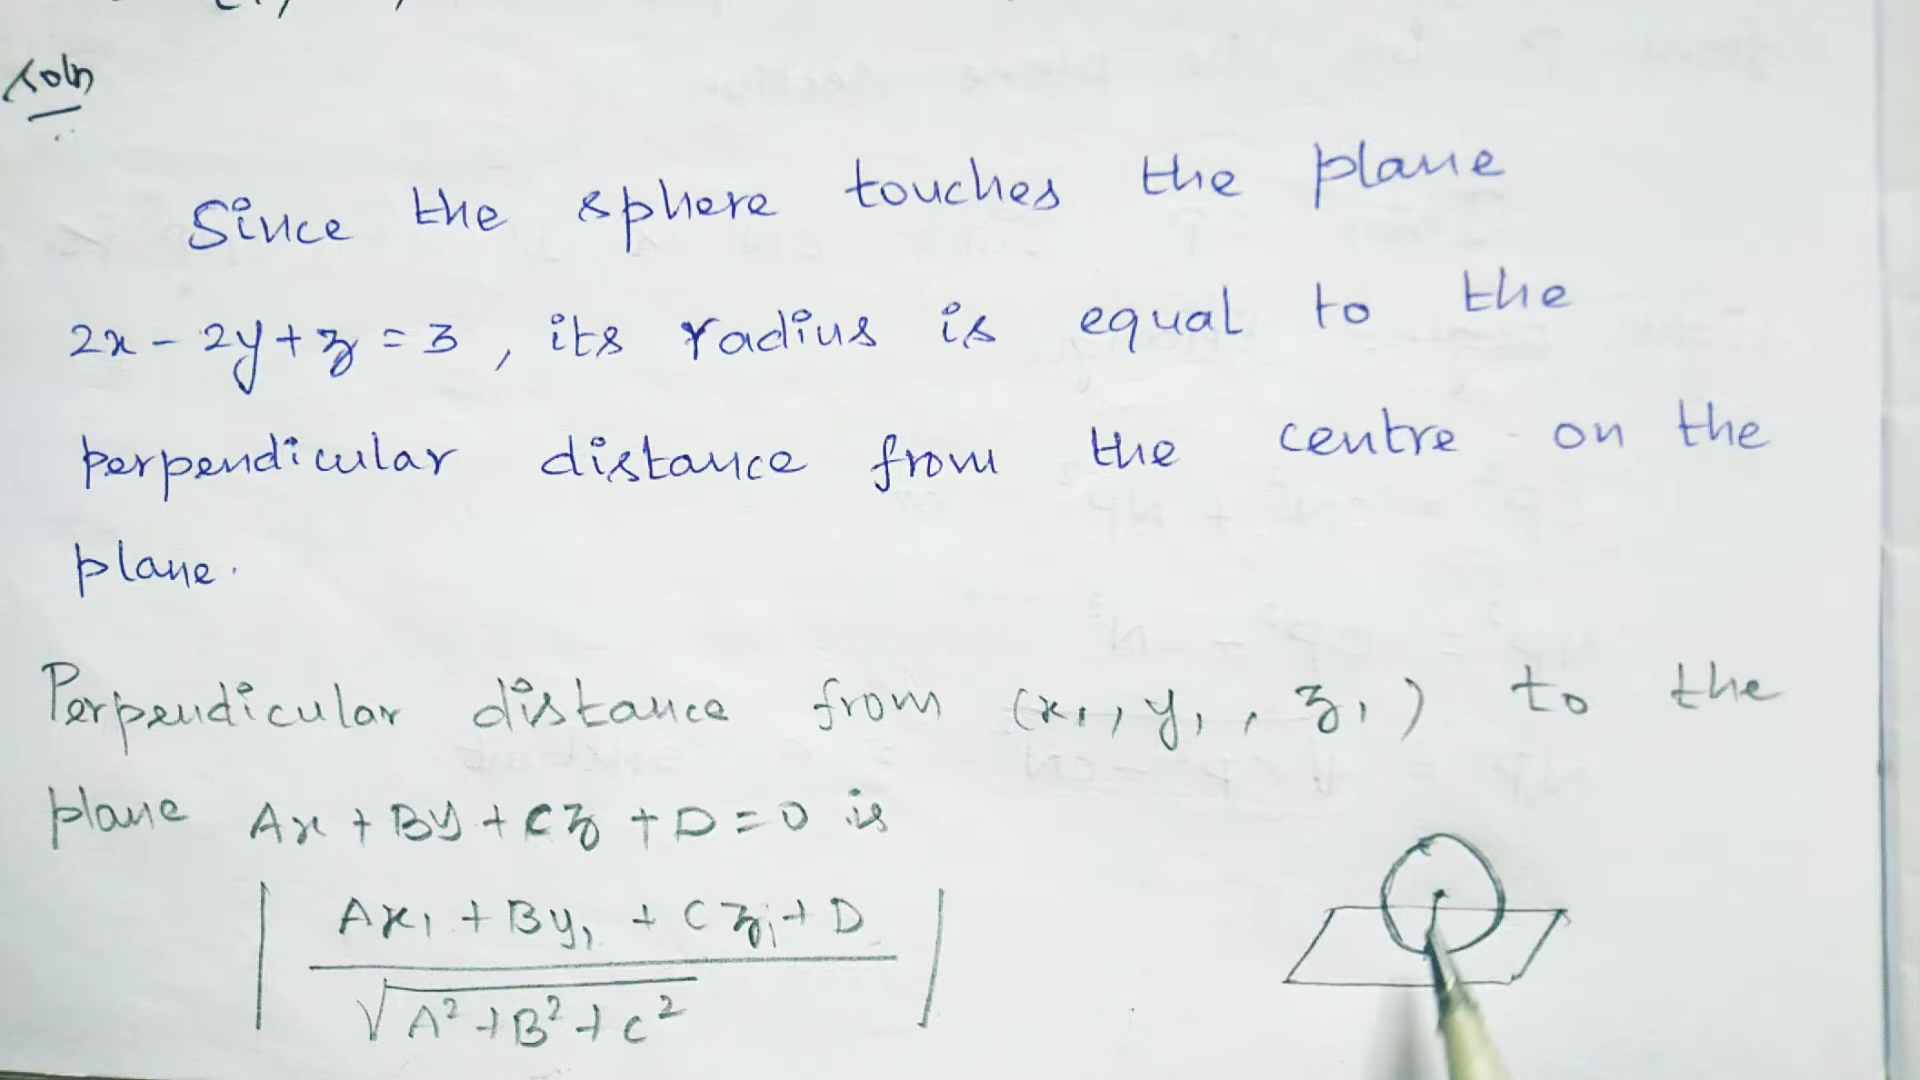 Soln
Since the sphere touches the plane
2x - 2y + z = 3, its radius is equal to the
perpendicular distance from the centre on the
plane.
Perpendicular distance from (x₁, y₁, z₁) to the
plane Ax + By + Cz + D = 0 is
| Ax₁ + By₁ + Cz₁ + D |
√A² + B² + C²